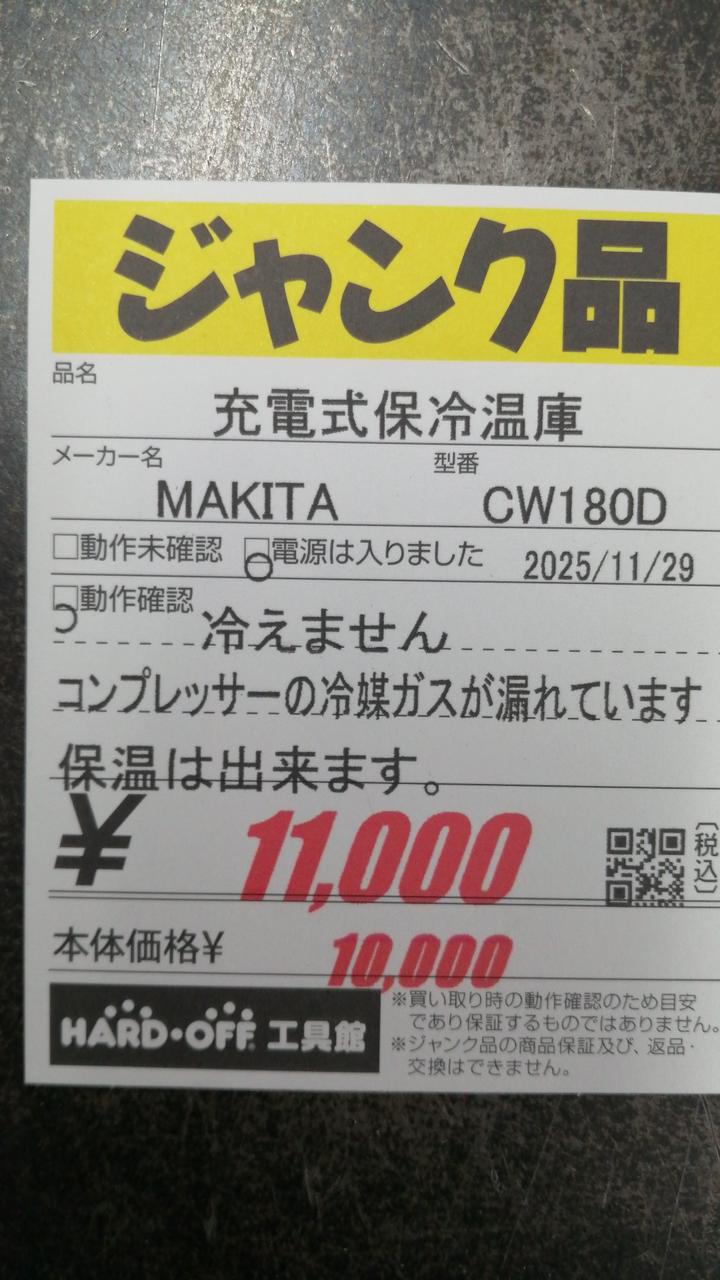 ジャンク品
品名
充電式保冷温庫
メーカー名 型番
MAKITA CW180D
□動作未確認 □電源は入りました 2025/11/29
□動作確認 冷えません
コンプレッサーの冷媒ガスが漏れています
保温は出来ます。
¥ 11,000 〔税込〕
本体価格¥ 10,000
HARD・OFF 工具館
※買い取り時の動作確認のため目安
であり保証するものではありません。
※ジャンク品の商品保証及び、返品・
交換はできません。